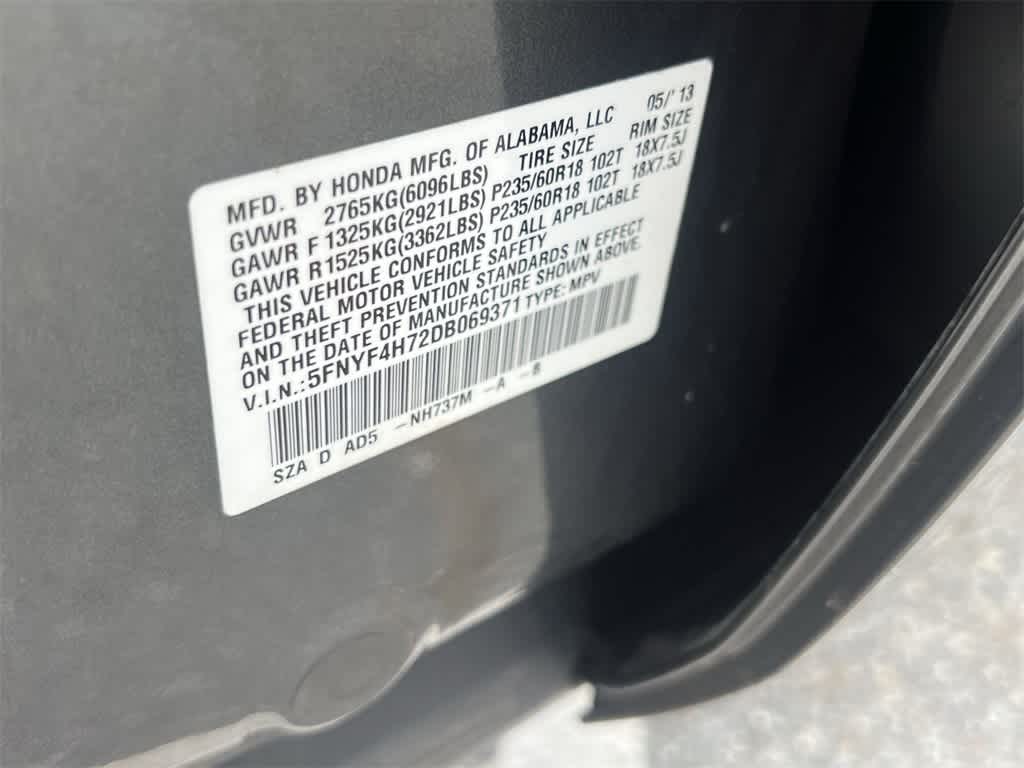 MFD. BY HONDA MFG. OF ALABAMA, LLC 05/'13
GVWR 2765KG(6096LBS) TIRE SIZE RIM SIZE
GAWR F 1325KG(2921LBS) P235/60R18 102T 18X7.5J
GAWR R1525KG(3362LBS) P235/60R18 102T 18X7.5J
THIS VEHICLE CONFORMS TO ALL APPLICABLE
FEDERAL MOTOR VEHICLE SAFETY
AND THEFT PREVENTION STANDARDS IN EFFECT
ON THE DATE OF MANUFACTURE SHOWN ABOVE.
V.I.N.:5FNYF4H72DB069371 TYPE: MPV
SZA D AD5 -NH737M -A -B